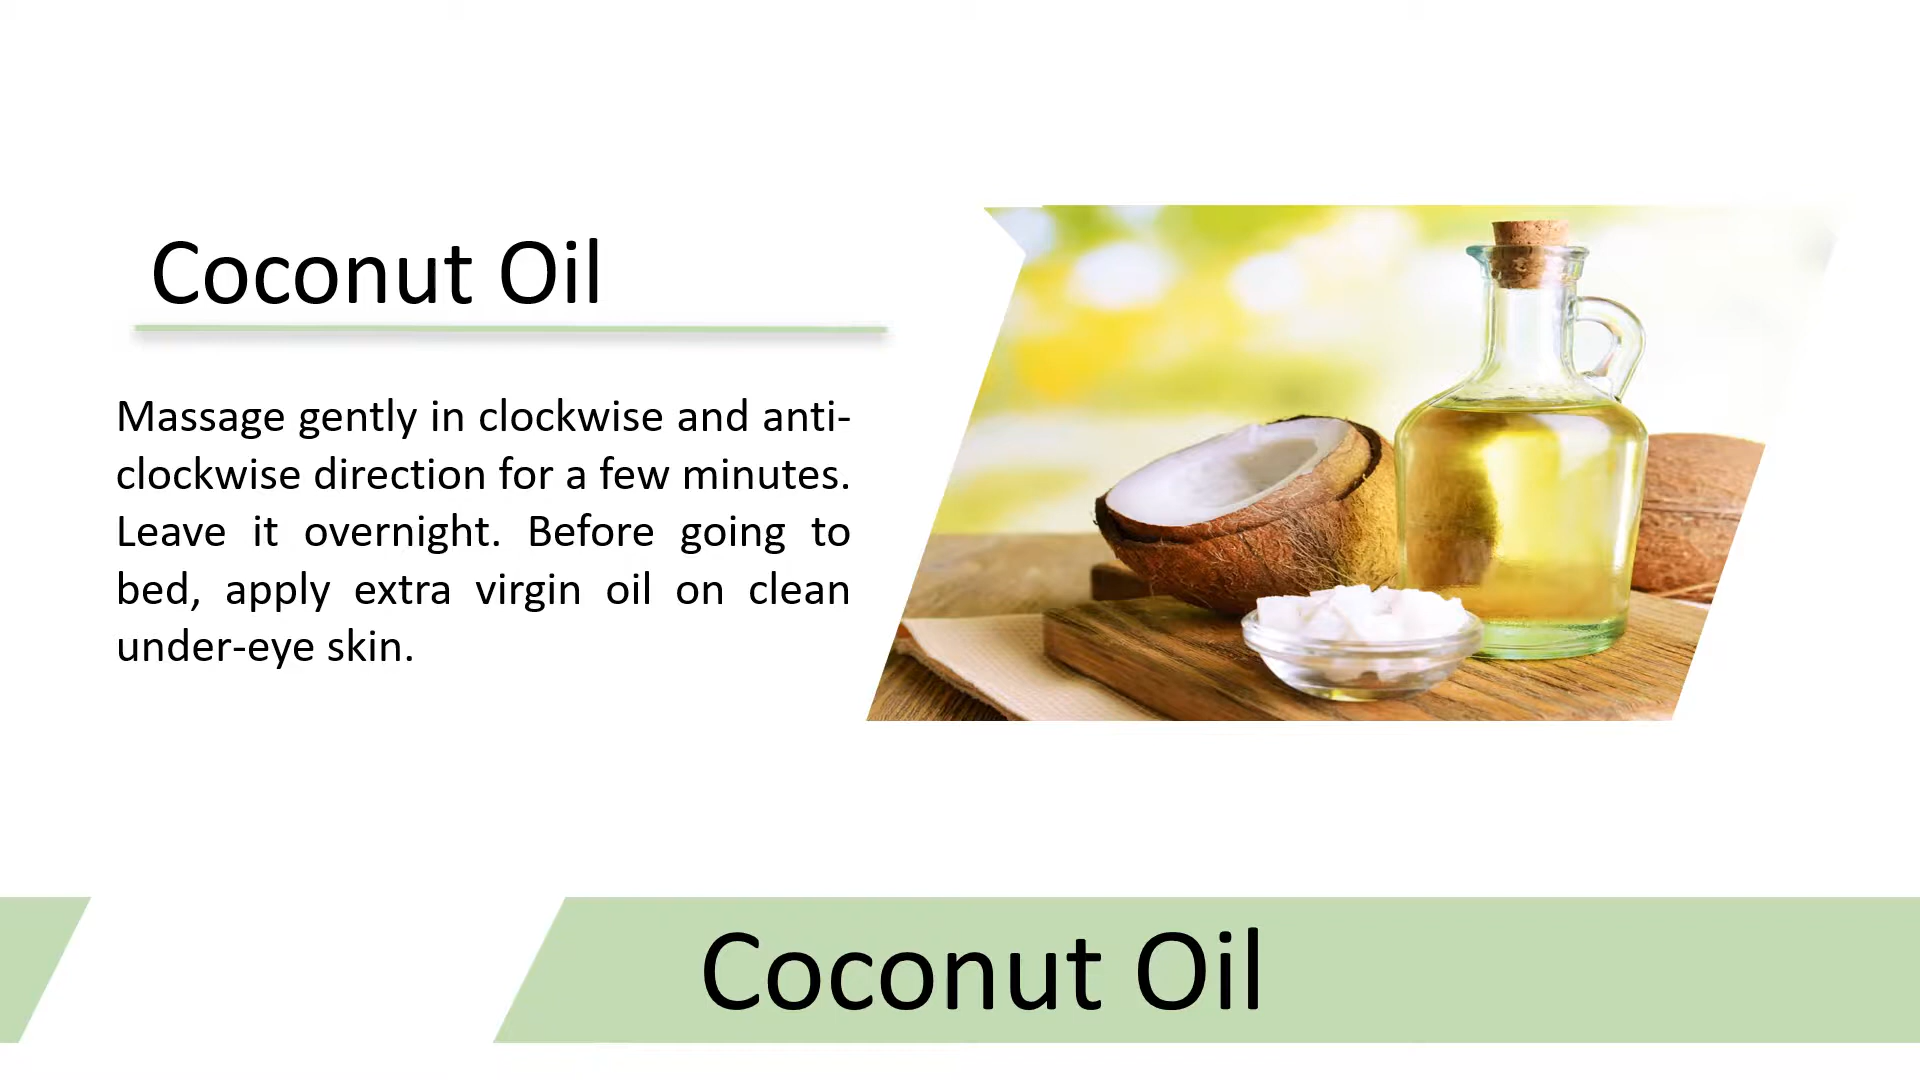 Coconut Oil
Massage gently in clockwise and anti-
clockwise direction for a few minutes.
Leave it overnight. Before going to
bed, apply extra virgin oil on clean
under-eye skin.
Coconut Oil